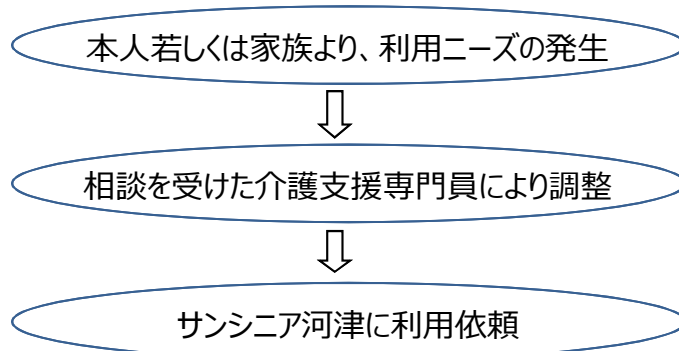 本人若しくは家族より、利用ニーズの発生
相談を受けた介護支援専門員により調整
サンシニア河津に利用依頼